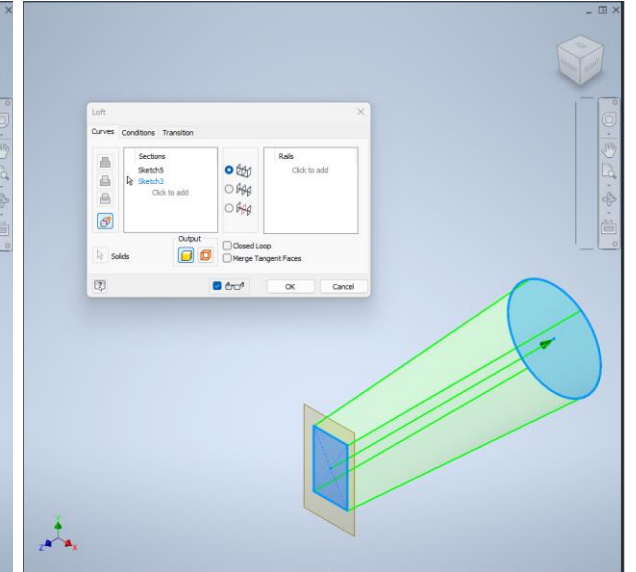 Loft
Curves Conditions Transition
Sections
Sketch5
Sketch3
Click to add
Rails
Click to add
Output
Solids
Closed Loop
Merge Tangent Faces
OK Cancel
Y
Z
X